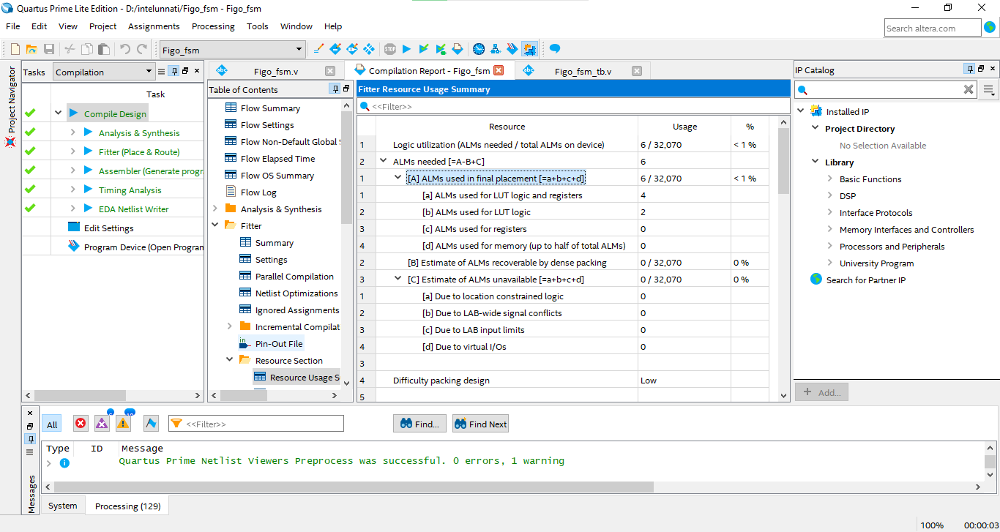 Quartus Prime Lite Edition - D:/intelunnati/Figo_fsm - Figo_fsm
File Edit View Project Assignments Processing Tools Window Help
Search altera.com
Figo_fsm
STOP
Project Navigator
Tasks Compilation
Task
Compile Design
Analysis & Synthesis
Fitter (Place & Route)
Assembler (Generate progr
Timing Analysis
EDA Netlist Writer
Edit Settings
Program Device (Open Progran
abc Figo_fsm.v
Compilation Report - Figo_fsm
abc Figo_fsm_tb.v
Table of Contents
Flow Summary
Flow Settings
Flow Non-Default Global S
Flow Elapsed Time
Flow OS Summary
Flow Log
Analysis & Synthesis
Fitter
Summary
Settings
Parallel Compilation
Netlist Optimizations
Ignored Assignments
Incremental Compilat
in Pin-Out File
Resource Section
Resource Usage S
Fitter Resource Usage Summary
<<Filter>>
Resource Usage %
1 Logic utilization (ALMs needed / total ALMs on device) 6 / 32,070 < 1 %
2 ALMs needed [=A-B+C] 6
1 [A] ALMs used in final placement [=a+b+c+d] 6 / 32,070 < 1 %
1 [a] ALMs used for LUT logic and registers 4
2 [b] ALMs used for LUT logic 2
3 [c] ALMs used for registers 0
4 [d] ALMs used for memory (up to half of total ALMs) 0
2 [B] Estimate of ALMs recoverable by dense packing 0 / 32,070 0 %
3 [C] Estimate of ALMs unavailable [=a+b+c+d] 0 / 32,070 0 %
1 [a] Due to location constrained logic 0
2 [b] Due to LAB-wide signal conflicts 0
3 [c] Due to LAB input limits 0
4 [d] Due to virtual I/Os 0
3
4 Difficulty packing design Low
5
IP Catalog
Installed IP
Project Directory
No Selection Available
Library
Basic Functions
DSP
Interface Protocols
Memory Interfaces and Controllers
Processors and Peripherals
University Program
Search for Partner IP
+ Add...
Messages
All
<<Filter>>
Find...
Find Next
Type ID Message
Quartus Prime Netlist Viewers Preprocess was successful. 0 errors, 1 warning
System Processing (129)
100% 00:00:03